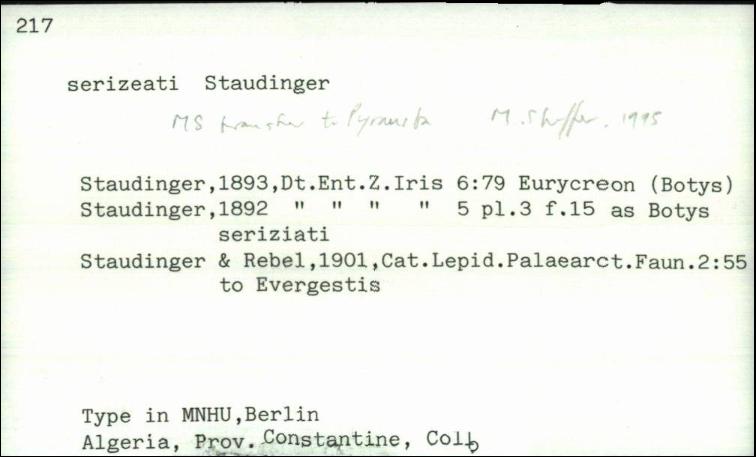 217
serizeati Staudinger
MS transfer to Pyrausta M. Shaffer. 1995
Staudinger,1893,Dt.Ent.Z.Iris 6:79 Eurycreon (Botys)
Staudinger,1892 " " " " 5 pl.3 f.15 as Botys
seriziati
Staudinger & Rebel,1901,Cat.Lepid.Palaearct.Faun.2:55
to Evergestis
Type in MNHU,Berlin
Algeria, Prov. Constantine, Collo